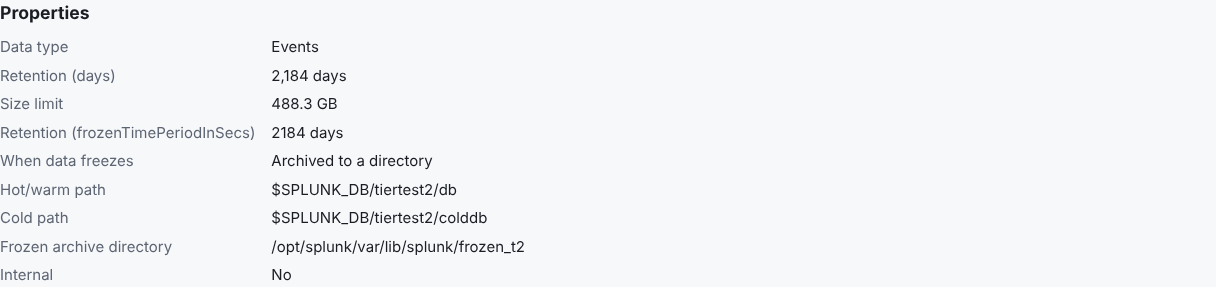 Properties
Data type Events
Retention (days) 2,184 days
Size limit 488.3 GB
Retention (frozenTimePeriodInSecs) 2184 days
When data freezes Archived to a directory
Hot/warm path $SPLUNK_DB/tiertest2/db
Cold path $SPLUNK_DB/tiertest2/colddb
Frozen archive directory /opt/splunk/var/lib/splunk/frozen_t2
Internal No